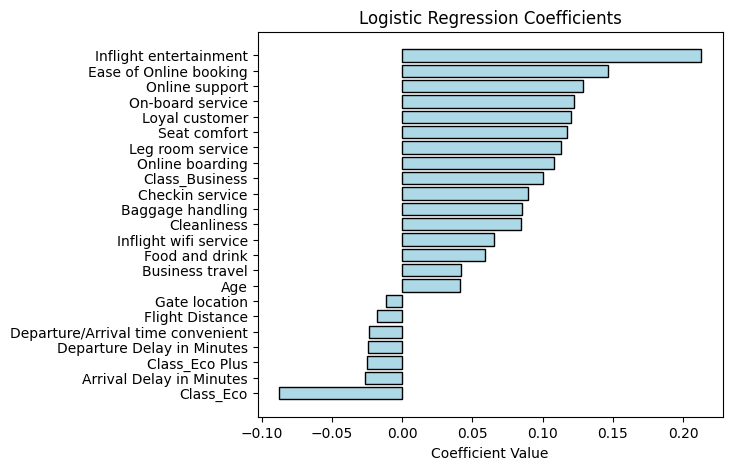 Logistic Regression Coefficients
Inflight entertainment
Ease of Online booking
Online support
On-board service
Loyal customer
Seat comfort
Leg room service
Online boarding
Class_Business
Checkin service
Baggage handling
Cleanliness
Inflight wifi service
Food and drink
Business travel
Age
Gate location
Flight Distance
Departure/Arrival time convenient
Departure Delay in Minutes
Class_Eco Plus
Arrival Delay in Minutes
Class_Eco
−0.10 −0.05 0.00 0.05 0.10 0.15 0.20
Coefficient Value